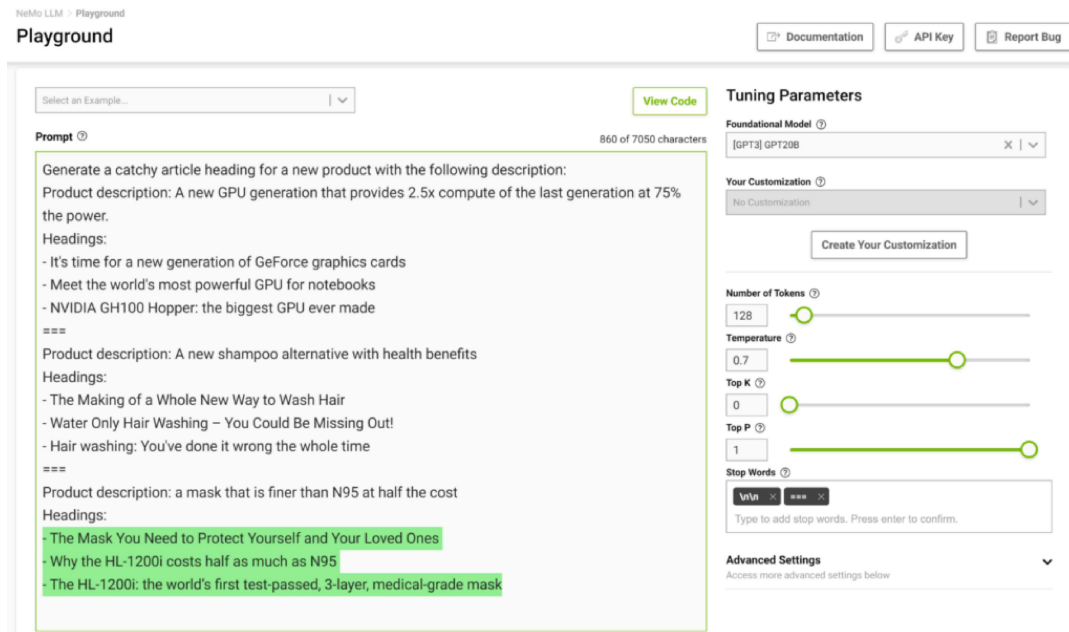 NeMo LLM > Playground
Playground
Documentation
API Key
Report Bug
Select an Example...
View Code
Prompt
860 of 7050 characters
Generate a catchy article heading for a new product with the following description:
Product description: A new GPU generation that provides 2.5x compute of the last generation at 75%
the power.
Headings:
- It's time for a new generation of GeForce graphics cards
- Meet the world's most powerful GPU for notebooks
- NVIDIA GH100 Hopper: the biggest GPU ever made
===
Product description: A new shampoo alternative with health benefits
Headings:
- The Making of a Whole New Way to Wash Hair
- Water Only Hair Washing – You Could Be Missing Out!
- Hair washing: You've done it wrong the whole time
===
Product description: a mask that is finer than N95 at half the cost
Headings:
- The Mask You Need to Protect Yourself and Your Loved Ones
- Why the HL-1200i costs half as much as N95
- The HL-1200i: the world's first test-passed, 3-layer, medical-grade mask
Tuning Parameters
Foundational Model
[GPT3] GPT20B
Your Customization
No Customization
Create Your Customization
Number of Tokens
128
Temperature
0.7
Top K
0
Top P
1
Stop Words
\n\n × === ×
Type to add stop words. Press enter to confirm.
Advanced Settings
Access more advanced settings below